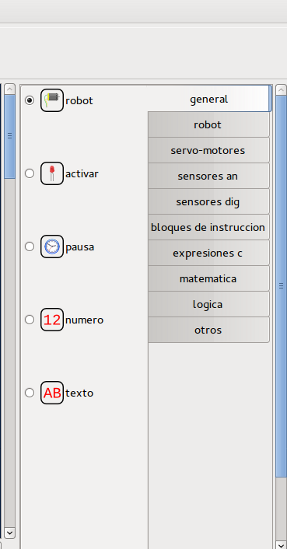 robot
activar
pausa
12 numero
AB texto
general
robot
servo-motores
sensores an
sensores dig
bloques de instruccion
expresiones c
matematica
logica
otros